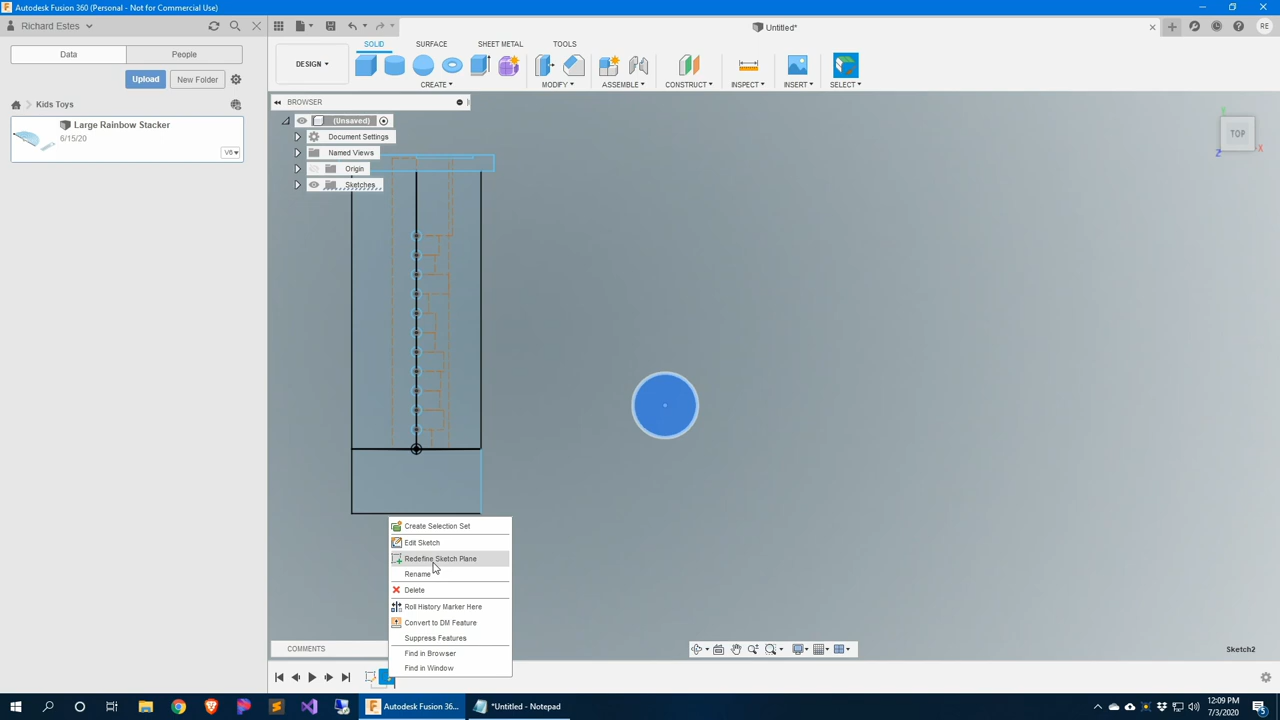 Autodesk Fusion 360 (Personal - Not for Commercial Use)
Richard Estes
Untitled*
RE
Data
People
SOLID
SURFACE
SHEET METAL
TOOLS
DESIGN
CREATE
MODIFY
ASSEMBLE
CONSTRUCT
INSPECT
INSERT
SELECT
Upload
New Folder
Kids Toys
BROWSER
(Unsaved)
Large Rainbow Stacker
6/15/20
V6
Document Settings
Named Views
Origin
Sketches
TOP
Y
Z
X
Create Selection Set
Edit Sketch
Redefine Sketch Plane
Rename
Delete
Roll History Marker Here
Convert to DM Feature
Suppress Features
Find in Browser
Find in Window
COMMENTS
Sketch2
Autodesk Fusion 36...
*Untitled - Notepad
12:09 PM
7/3/2020
5